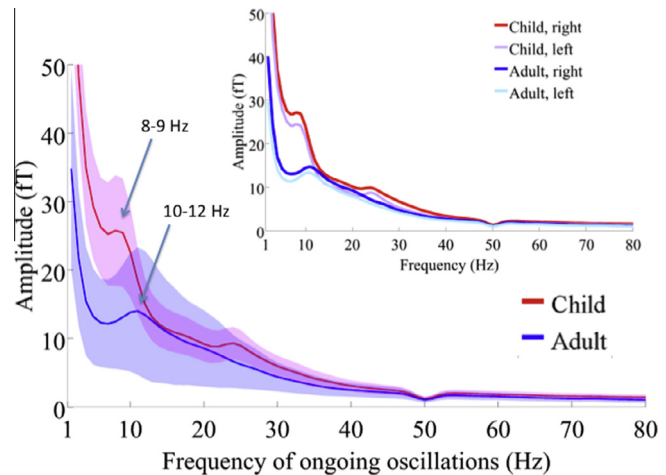 50
40
30
20
10
0
Amplitude (fT)
1
10
20
30
40
50
60
70
80
Frequency of ongoing oscillations (Hz)
8-9 Hz
10-12 Hz
Child
Adult
50
40
30
20
10
0
Amplitude (fT)
1
10
20
30
40
50
60
70
80
Frequency (Hz)
Child, right
Child, left
Adult, right
Adult, left